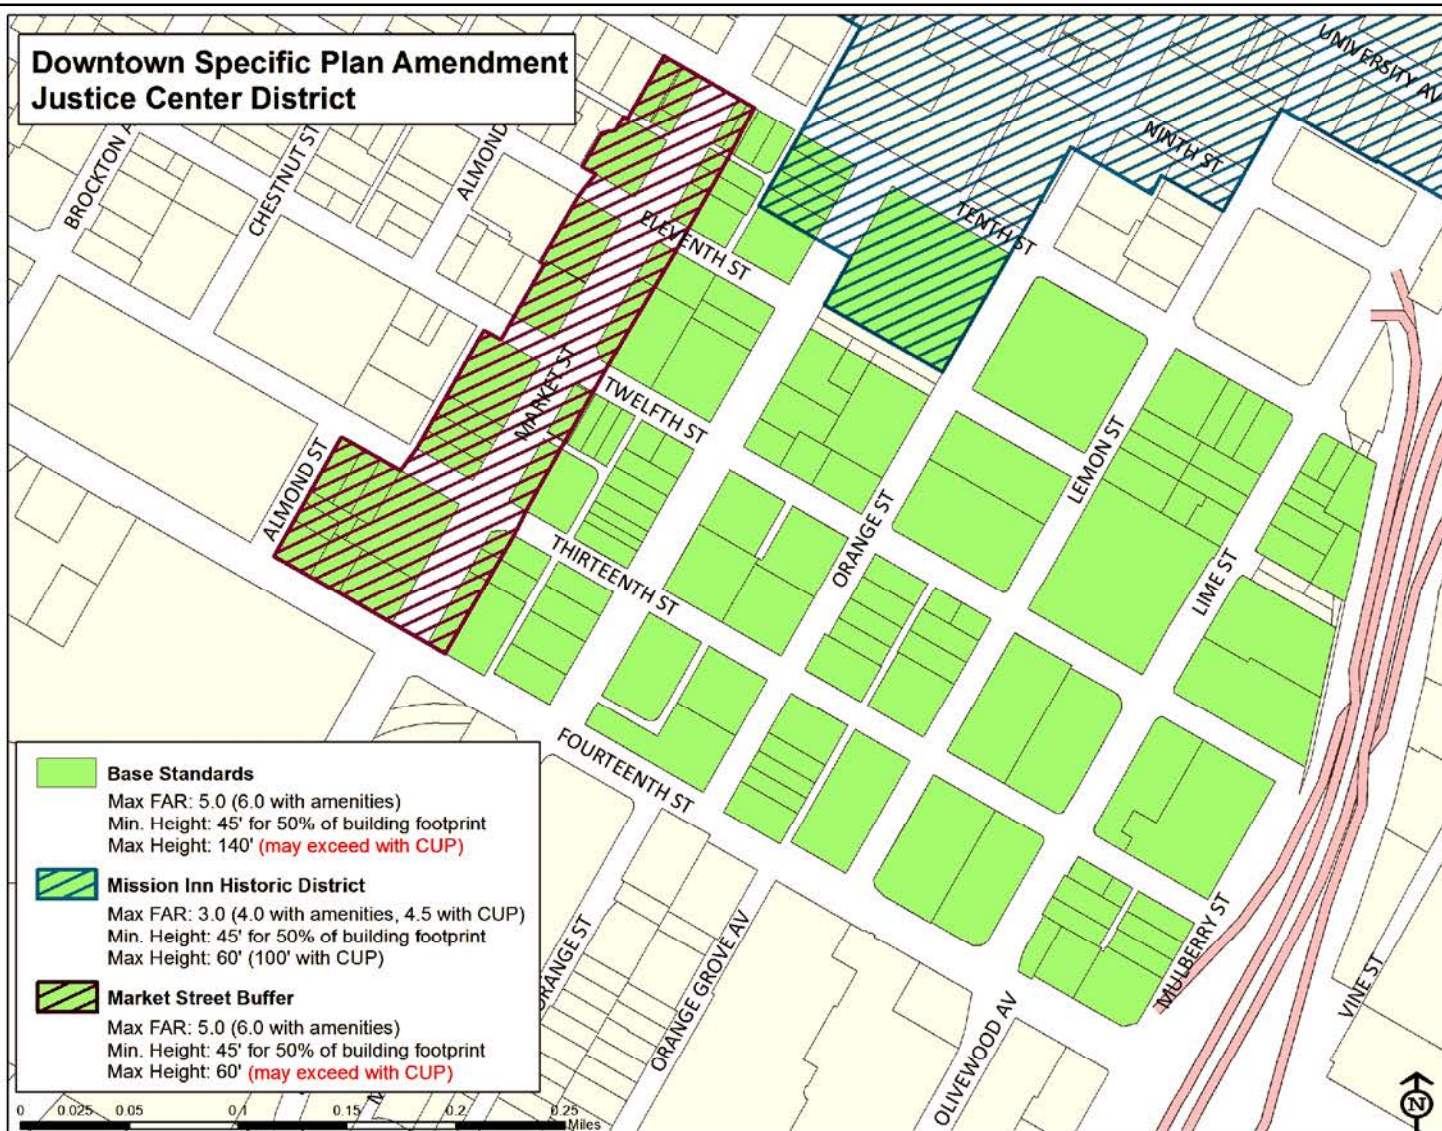 Downtown Specific Plan Amendment
Justice Center District
UNIVERSITY AV
NINTH ST
TENTH ST
BROCKTON A
CHESTNUT ST
ALMOND
ELEVENTH ST
MARKET ST
TWELFTH ST
ALMOND ST
LEMON ST
ORANGE ST
LIME ST
THIRTEENTH ST
FOURTEENTH ST
Base Standards
Max FAR: 5.0 (6.0 with amenities)
Min. Height: 45' for 50% of building footprint
Max Height: 140' (may exceed with CUP)
Mission Inn Historic District
Max FAR: 3.0 (4.0 with amenities, 4.5 with CUP)
Min. Height: 45' for 50% of building footprint
Max Height: 60' (100' with CUP)
Market Street Buffer
Max FAR: 5.0 (6.0 with amenities)
Min. Height: 45' for 50% of building footprint
Max Height: 60' (may exceed with CUP)
RANGE ST
ORANGE GROVE AV
OLIVEWOOD AV
MULBERRY ST
VINE ST
0 0.025 0.05 0.1 0.15 0.2 0.25
Miles
N